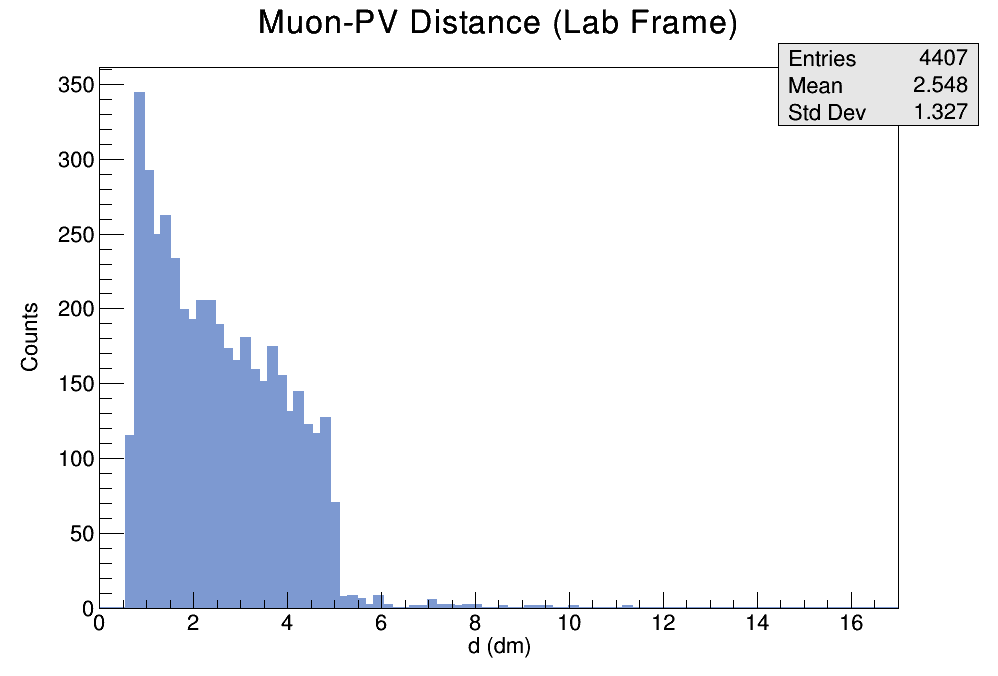 Muon-PV Distance (Lab Frame)
Entries 4407
Mean 2.548
Std Dev 1.327
350
300
250
200
150
100
50
0
Counts
0 2 4 6 8 10 12 14 16
d (dm)